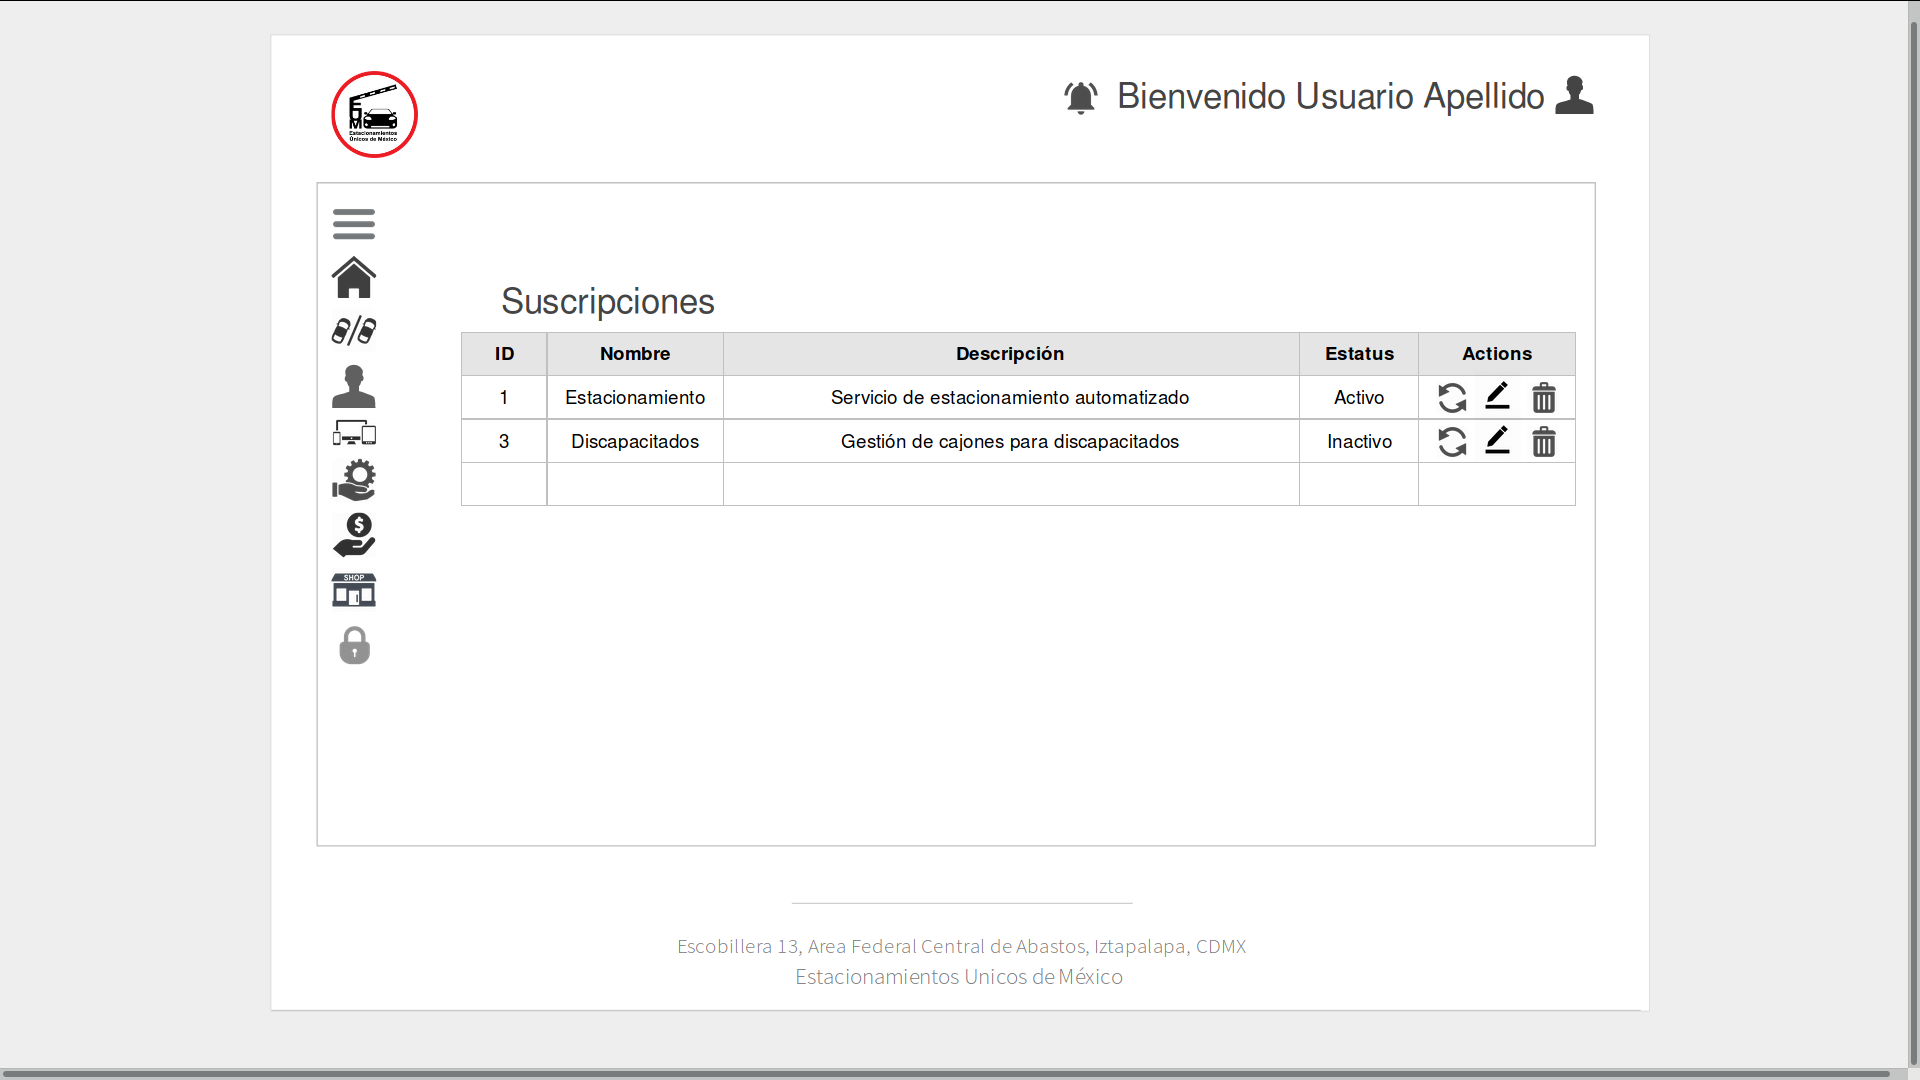 EUM
Estacionamientos
Únicos de México
Bienvenido Usuario Apellido
Suscripciones
ID Nombre Descripción Estatus Actions
1 Estacionamiento Servicio de estacionamiento automatizado Activo
3 Discapacitados Gestión de cajones para discapacitados Inactivo
$
SHOP
Escobillera 13, Area Federal Central de Abastos, Iztapalapa, CDMX
Estacionamientos Unicos de México